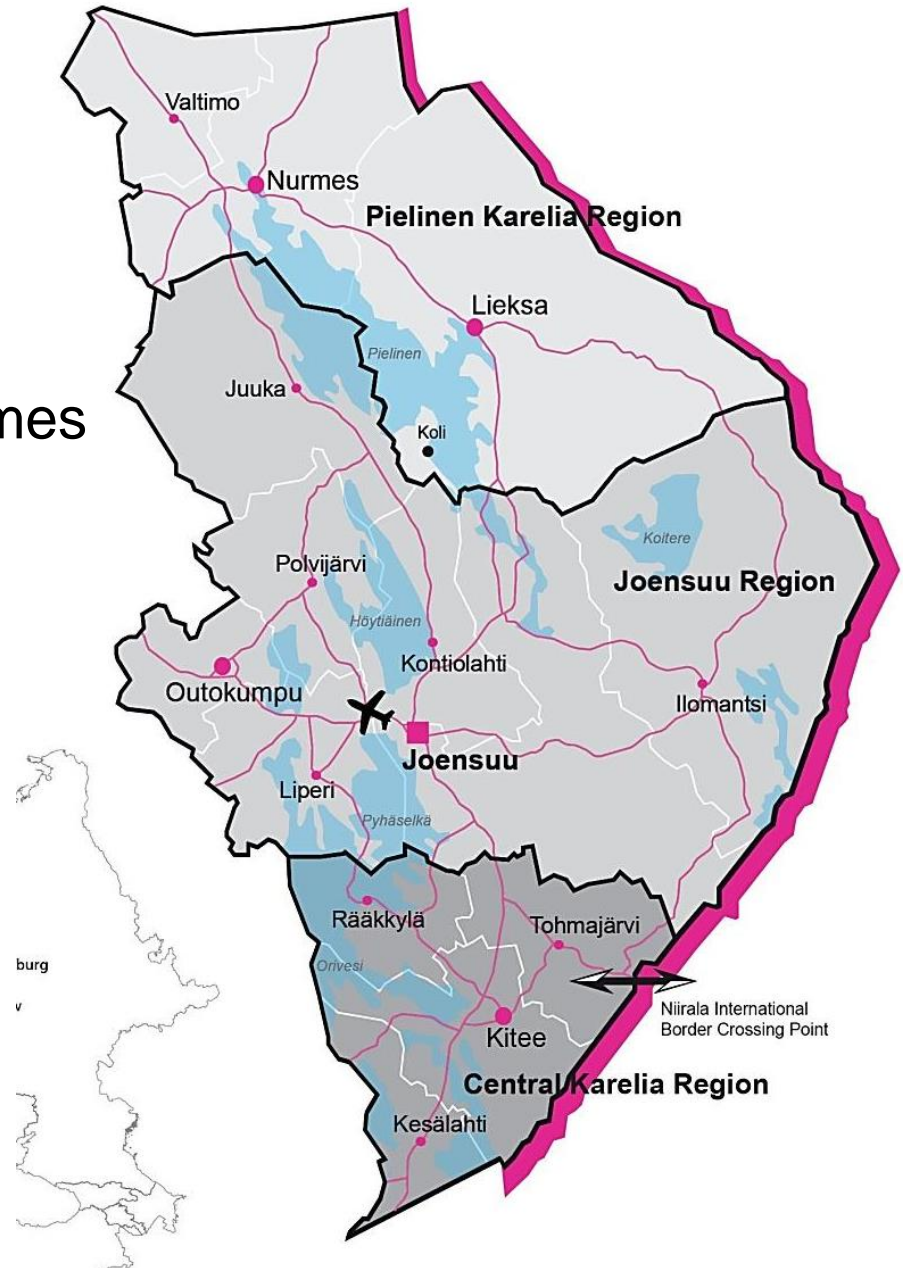 Valtimo
Nurmes
Pielinen Karelia Region
Lieksa
Pielinen
Juuka
mes
Koli
Koitere
Polvijärvi
Joensuu Region
Höytiäinen
Kontiolahti
Outokumpu
Ilomantsi
Joensuu
Liperi
Pyhäselkä
Rääkkylä
Tohmajärvi
Orivesi
burg
v
Niirala International
Border Crossing Point
Kitee
Central Karelia Region
Kesälahti